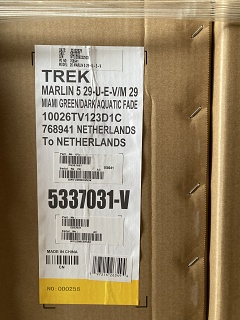 TREK
MARLIN 5 29-U-E-V/M 29
MIAMI GREEN/DARK AQUATIC FADE
10026TV123D1C
768941 NETHERLANDS
To NETHERLANDS
5337031-V
MADE IN CHINA
CN
NO: 000255